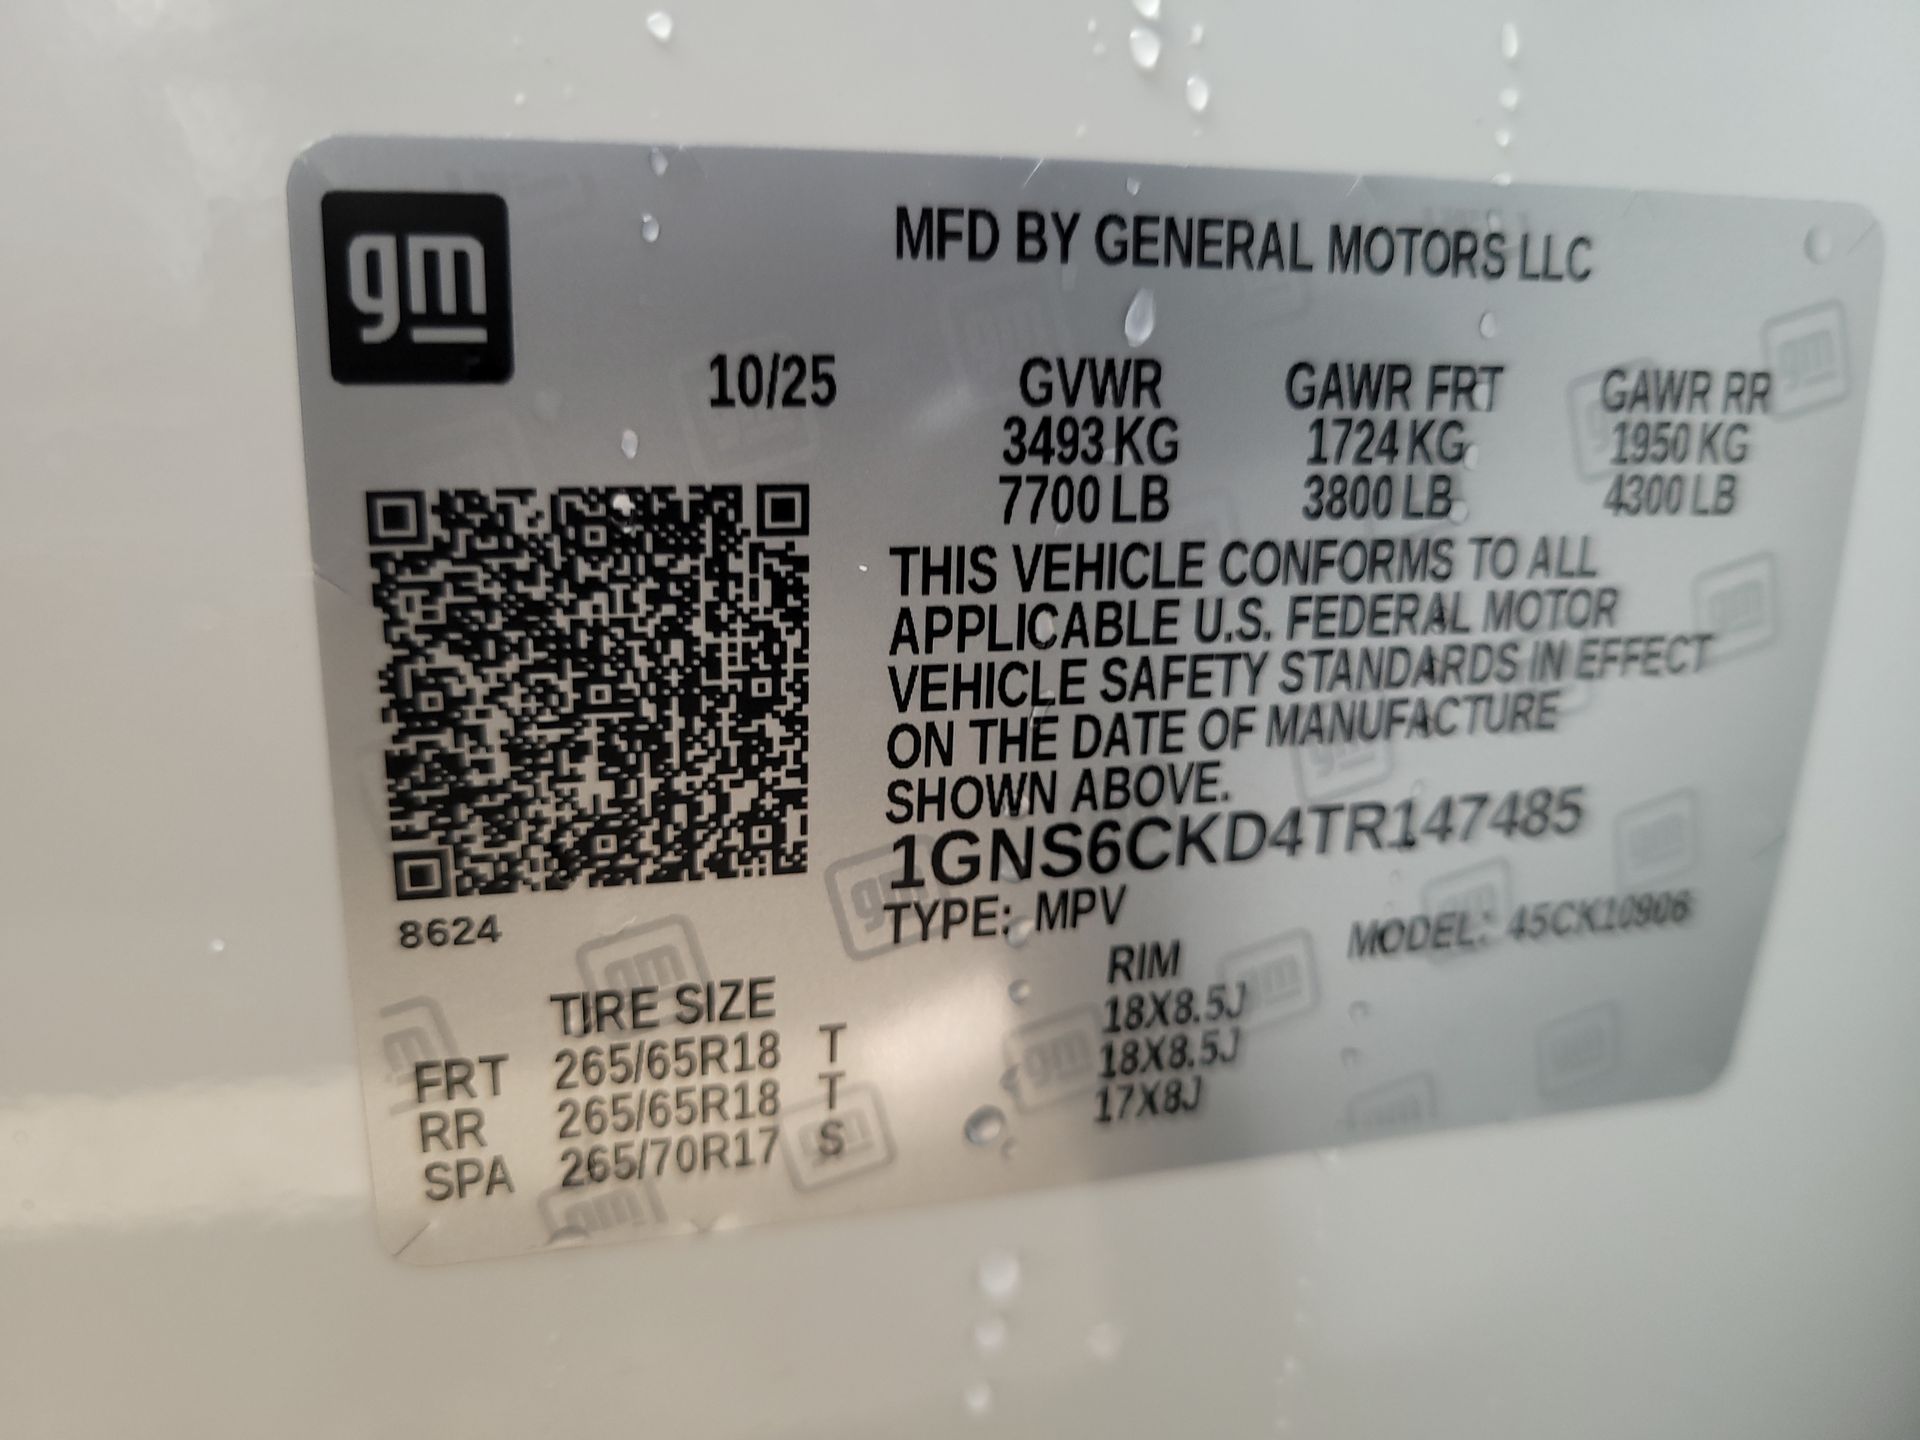 gm
MFD BY GENERAL MOTORS LLC
10/25 GVWR GAWR FRT GAWR RR
3493 KG 1724 KG 1950 KG
7700 LB 3800 LB 4300 LB
THIS VEHICLE CONFORMS TO ALL
APPLICABLE U.S. FEDERAL MOTOR
VEHICLE SAFETY STANDARDS IN EFFECT
ON THE DATE OF MANUFACTURE
SHOWN ABOVE.
1GNS6CKD4TR147485
TYPE: MPV MODEL: 45CK10906
8624
TIRE SIZE RIM
FRT 265/65R18 T 18X8.5J
RR 265/65R18 T 18X8.5J
SPA 265/70R17 S 17X8J